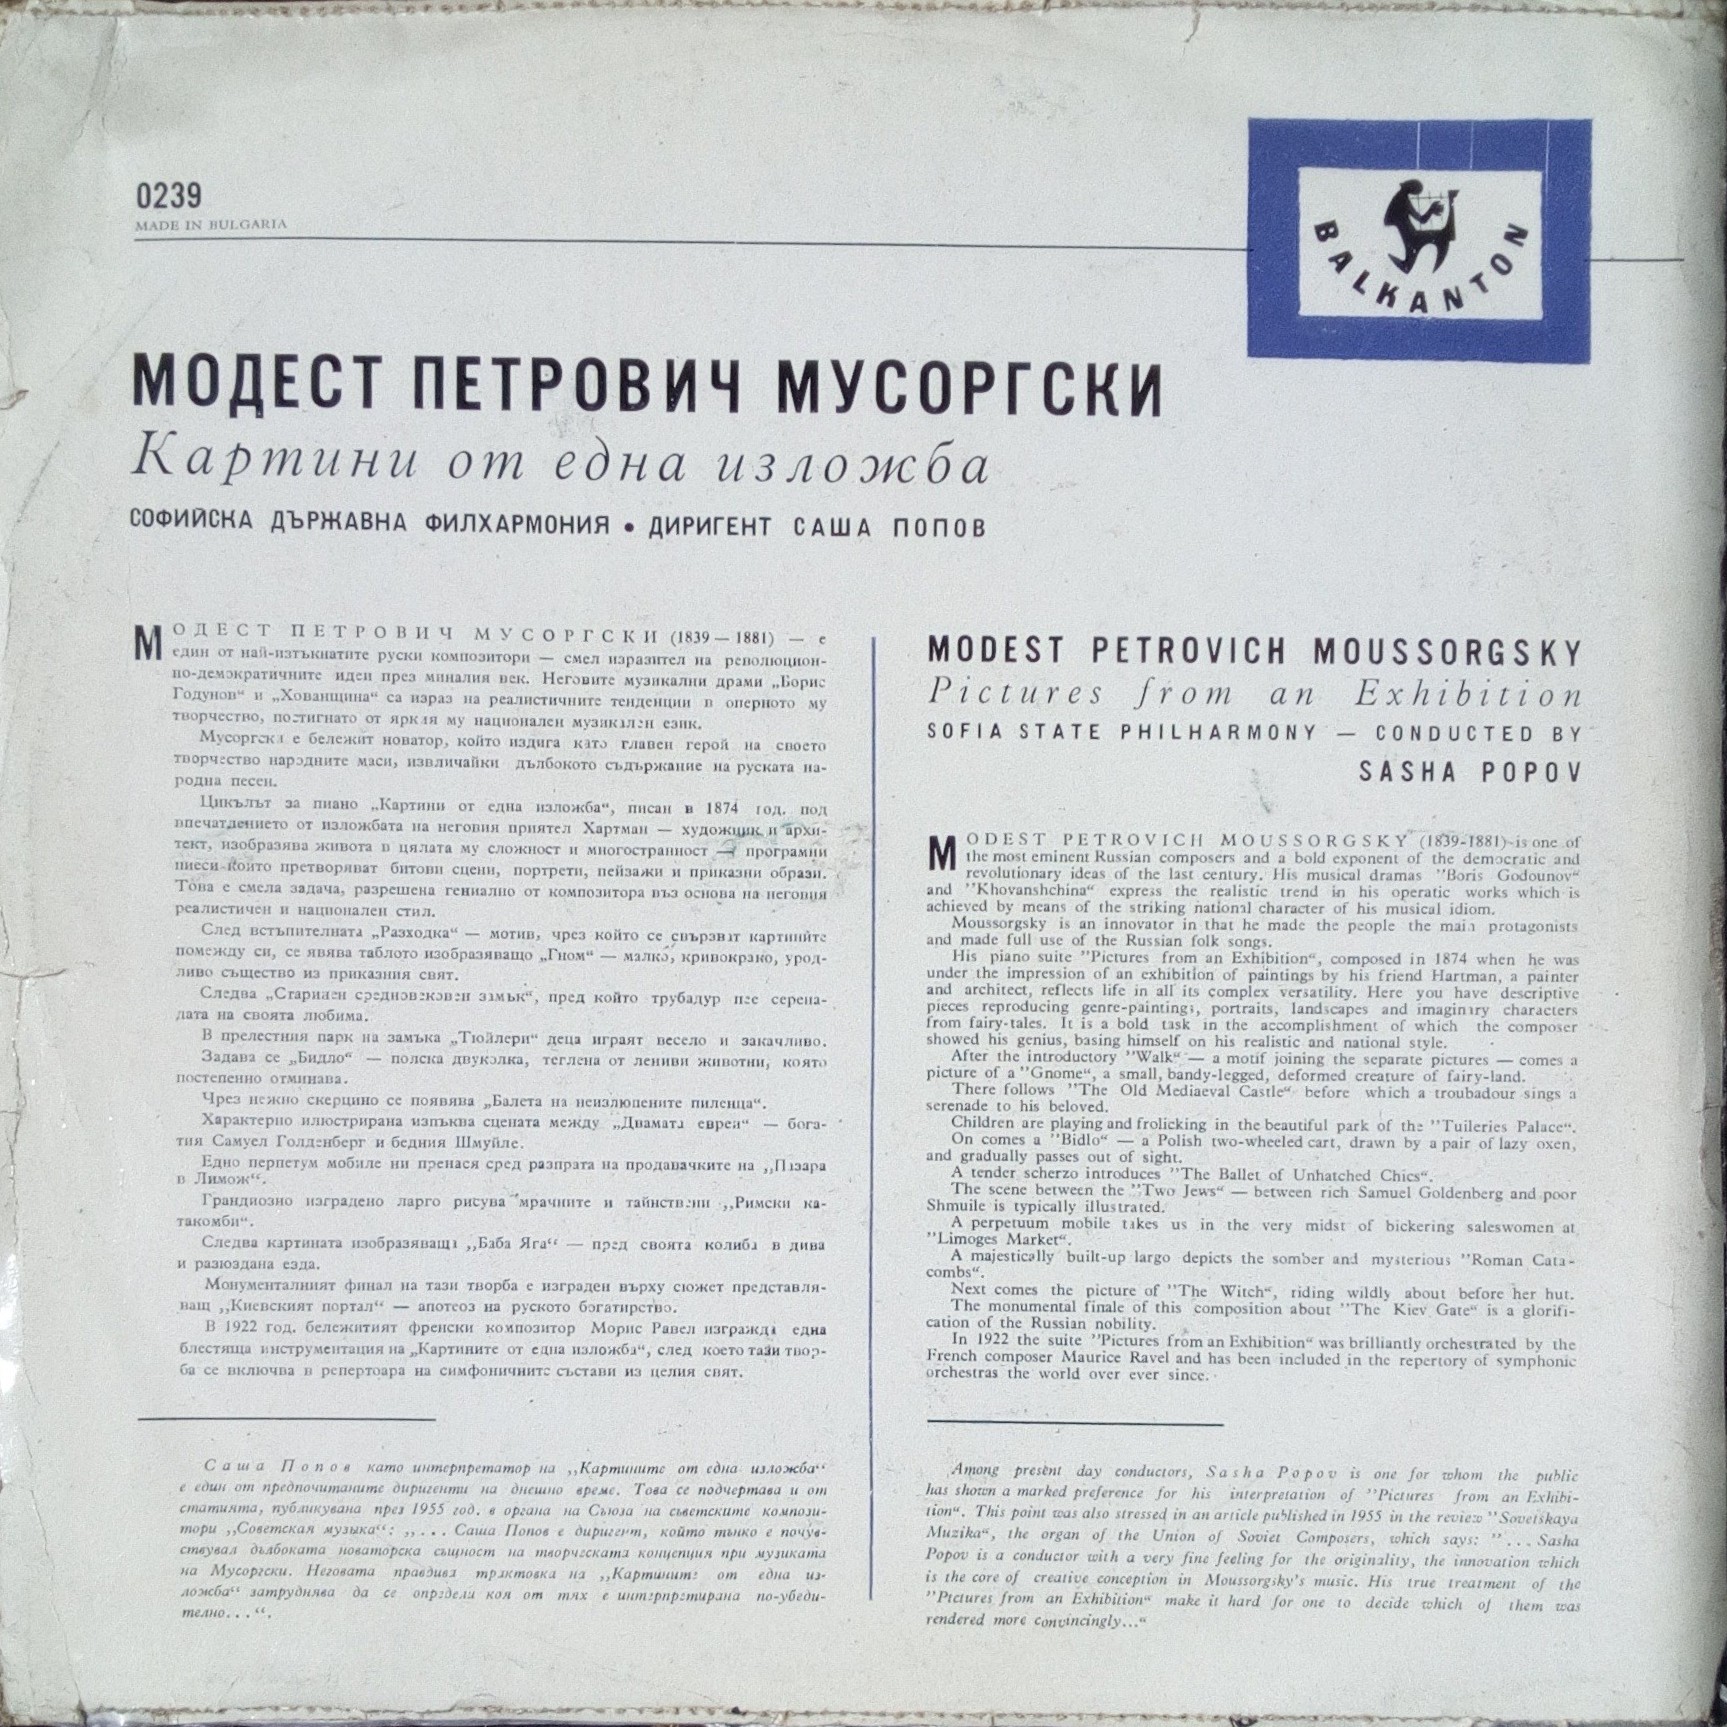 0239
MADE IN BULGARIA
BALKANTON
МОДЕСТ ПЕТРОВИЧ МУСОРГСКИ
Картини от една изложба
СОФИЙСКА ДЪРЖАВНА ФИЛХАРМОНИЯ • ДИРИГЕНТ САША ПОПОВ
МОДЕСТ ПЕТРОВИЧ МУСОРГСКИ (1839 — 1881) — е
един от най-изтъкнатите руски композитори — смел изразител на революцион-
но-демократичните идеи през миналия век. Неговите музикални драми „Борис
Годунов“ и „Хованщина“ са израз на реалистичните тенденции в оперното му
творчество, постигнато от яркия му национален музикален език.
Мусоргски е бележит новатор, който издига като главен герой на своето
творчество народните маси, извличайки дълбокото съдържание на руската на-
родна песен.
Цикълът за пиано „Картини от една изложба“, писан в 1874 год. под
впечатлението от изложбата на неговия приятел Хартман — художник и архи-
тект, изобразява живота в цялата му сложност и многостранност — програмни
пиеси който претворяват битови сцени, портрети, пейзажи и приказни образи.
Това е смела задача, разрешена гениално от композитора въз основа на неговия
реалистичен и национален стил.
След встъпителната „Разходка“ — мотив, чрез който се свързват картините
помежду си, се явява таблото изобразяващо „Гном“ — малко, кривокрако, урод-
ливо същество из приказния свят.
Следва „Старинен средновековен замък“, пред който трубадур пее серена-
дата на своята любима.
В прелестния парк на замъка „Тюйлери“ деца играят весело и закачливо.
Задава се „Бидло“ — полска двуколка, теглена от лениви животни, която
постепенно отминава.
Чрез нежно скерцино се появява „Балета на неизлюпените пиленца“.
Характерно илюстрирана изпъква сцената между „Двамата евреи“ — бога-
тия Самуел Голденберг и бедния Шмуйле.
Едно перпетум мобиле ни пренася сред разпрата на продавачките на „Пазара
в Лимож“.
Грандиозно изградено ларго рисува мрачните и тайнствени „Римски ка-
такомби“.
Следва картината изобразяваща „Баба Яга“ — пред своята колиба в дива
и разюздана езда.
Монументалният финал на тази творба е изграден върху сюжет представля-
ващ „Киевският портал“ — апотеоз на руското богатирство.
В 1922 год. бележитият френски композитор Морис Равел изгражда една
блестяща инструментация на „Картините от една изложба“, след което тази твор-
ба се включва в репертоара на симфоничните състави из целия свят.
Саша Попов като интерпретатор на „Картините от една изложба“
е един от предпочитаните диригенти на днешно време. Това се подчертава и от
статията, публикувана през 1955 год. в органа на Съюза на съветските компози-
тори „Советская музыка“: „... Саша Попов е диригент, който тънко е почув-
ствувал дълбоката новаторска същност на творческата концепция при музиката
на Мусоргски. Неговата правдива трактовка на „Картините от една из-
ложба“ затруднява да се определи коя от тях е интерпретирана по-убеди-
телно...“.
MODEST PETROVICH MOUSSORGSKY
Pictures from an Exhibition
SOFIA STATE PHILHARMONY — CONDUCTED BY
SASHA POPOV
MODEST PETROVICH MOUSSORGSKY (1839-1881) is one of
the most eminent Russian composers and a bold exponent of the democratic and
revolutionary ideas of the last century. His musical dramas ''Boris Godounov“
and ''Khovanshchina“ express the realistic trend in his operatic works which is
achieved by means of the striking national character of his musical idiom.
Moussorgsky is an innovator in that he made the people the main protagonists
and made full use of the Russian folk songs.
His piano suite ''Pictures from an Exhibition“, composed in 1874 when he was
under the impression of an exhibition of paintings by his friend Hartman, a painter
and architect, reflects life in all its complex versatility. Here you have descriptive
pieces reproducing genre-paintings, portraits, landscapes and imaginary characters
from fairy-tales. It is a bold task in the accomplishment of which the composer
showed his genius, basing himself on his realistic and national style.
After the introductory ''Walk“ — a motif joining the separate pictures — comes a
picture of a ''Gnome“, a small, bandy-legged, deformed creature of fairy-land.
There follows ''The Old Mediaeval Castle“ before which a troubadour sings a
serenade to his beloved.
Children are playing and frolicking in the beautiful park of the ''Tuileries Palace“.
On comes a ''Bidlo“ — a Polish two-wheeled cart, drawn by a pair of lazy oxen,
and gradually passes out of sight.
A tender scherzo introduces ''The Ballet of Unhatched Chics“.
The scene between the ''Two Jews“ — between rich Samuel Goldenberg and poor
Shmuile is typically illustrated.
A perpetuum mobile takes us in the very midst of bickering saleswomen at
''Limoges Market“.
A majestically built-up largo depicts the somber and mysterious ''Roman Cata-
combs“.
Next comes the picture of ''The Witch“, riding wildly about before her hut.
The monumental finale of this composition about ''The Kiev Gate“ is a glorifi-
cation of the Russian nobility.
In 1922 the suite ''Pictures from an Exhibition“ was brilliantly orchestrated by the
French composer Maurice Ravel and has been included in the repertory of symphonic
orchestras the world over ever since.
Among present day conductors, Sasha Popov is one for whom the public
has shown a marked preference for his interpretation of ''Pictures from an Exhibi-
tion“. This point was also stressed in an article published in 1955 in the review ''Sovetskaya
Muzika“, the organ of the Union of Soviet Composers, which says: ''... Sasha
Popov is a conductor with a very fine feeling for the originality, the innovation which
is the core of creative conception in Moussorgsky's music. His true treatment of the
''Pictures from an Exhibition“ make it hard for one to decide which of them was
rendered more convincingly...“